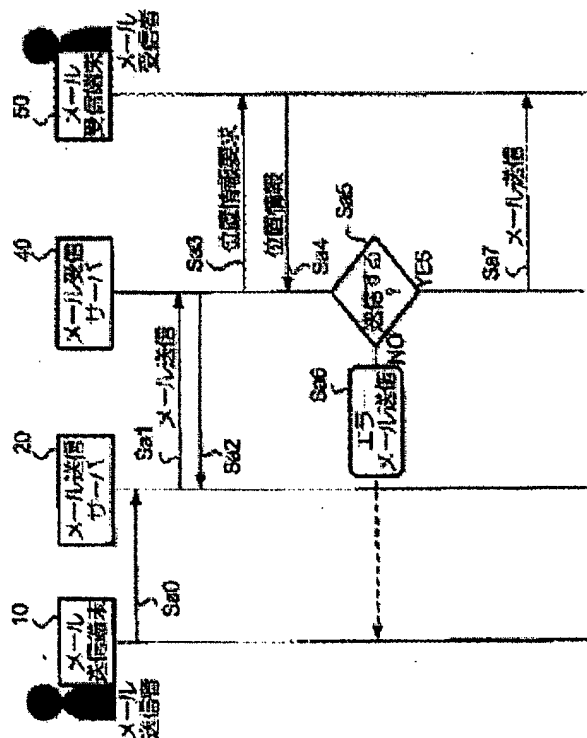 10
メール
送信端末
メール
送信者
20
メール送信
サーバ
40
メール受信
サーバ
50
メール
受信端末
メール
受信者
Sa0
Sa1
メール送信
Sa2
Sa3
位置情報要求
位置情報
Sa4
Sa5
送信する
?
YES
NO
Sa6
エラー
メール送信
Sa7
メール送信